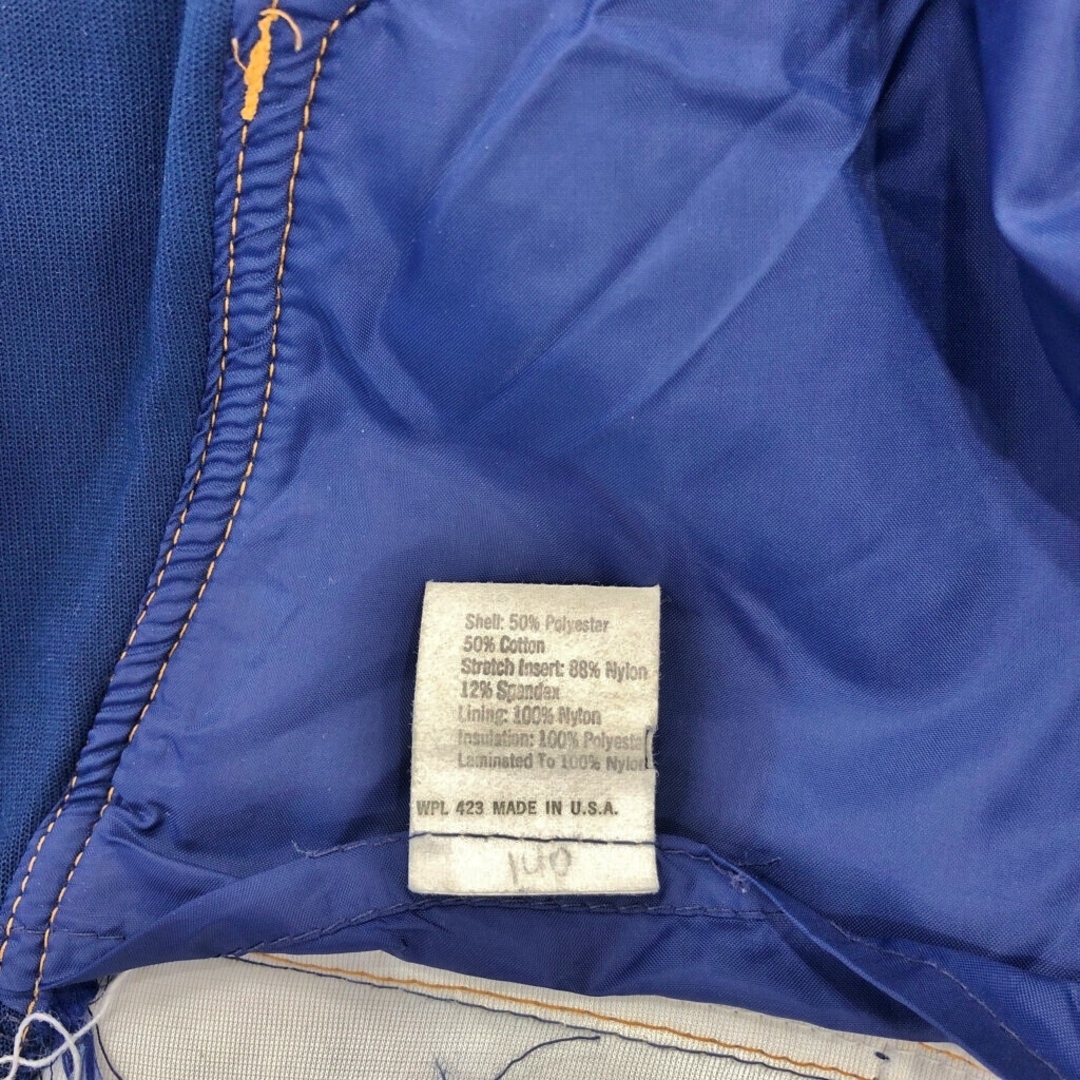 Shell: 50% Polyester
50% Cotton
Stretch Insert: 88% Nylon
12% Spandex
Lining: 100% Nylon
Insulation: 100% Polyeste
Laminated To 100% Nylon
WPL 423 MADE IN U.S.A.
140